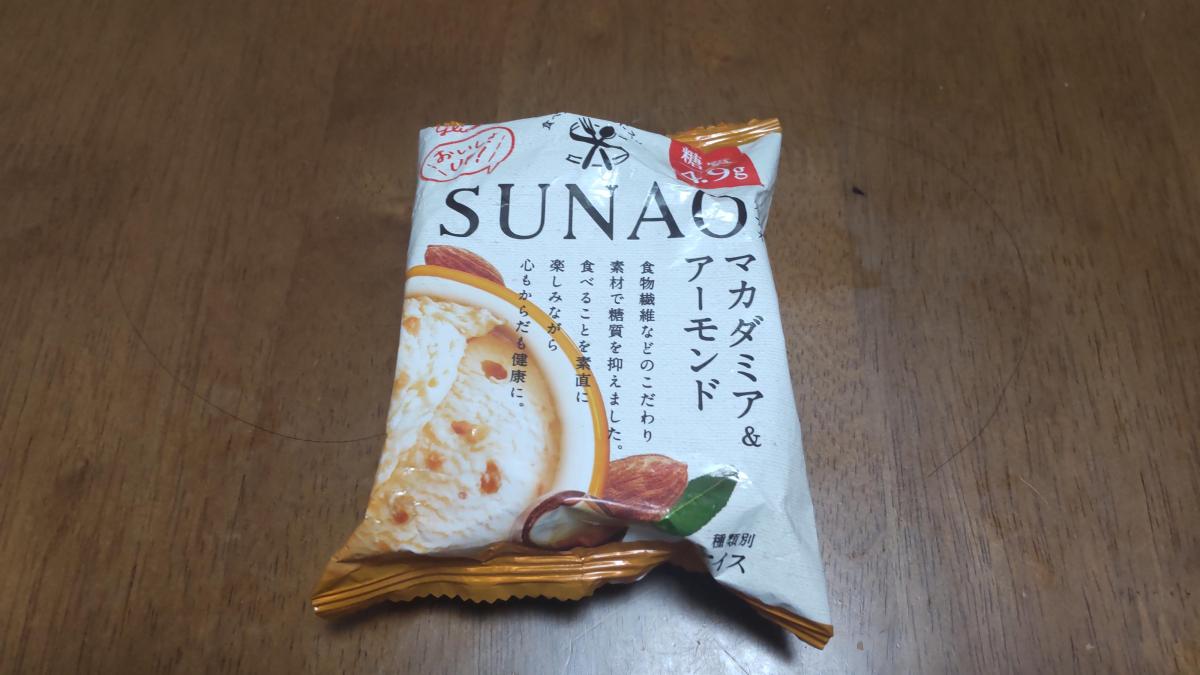 おいしさ
UP!
糖質
4.9g
SUNAO
マカダミア&
アーモンド
食物繊維などのこだわり
素材で糖質を抑えました。
食べることを素直に
楽しみながら
心もからだも健康に。
種類別